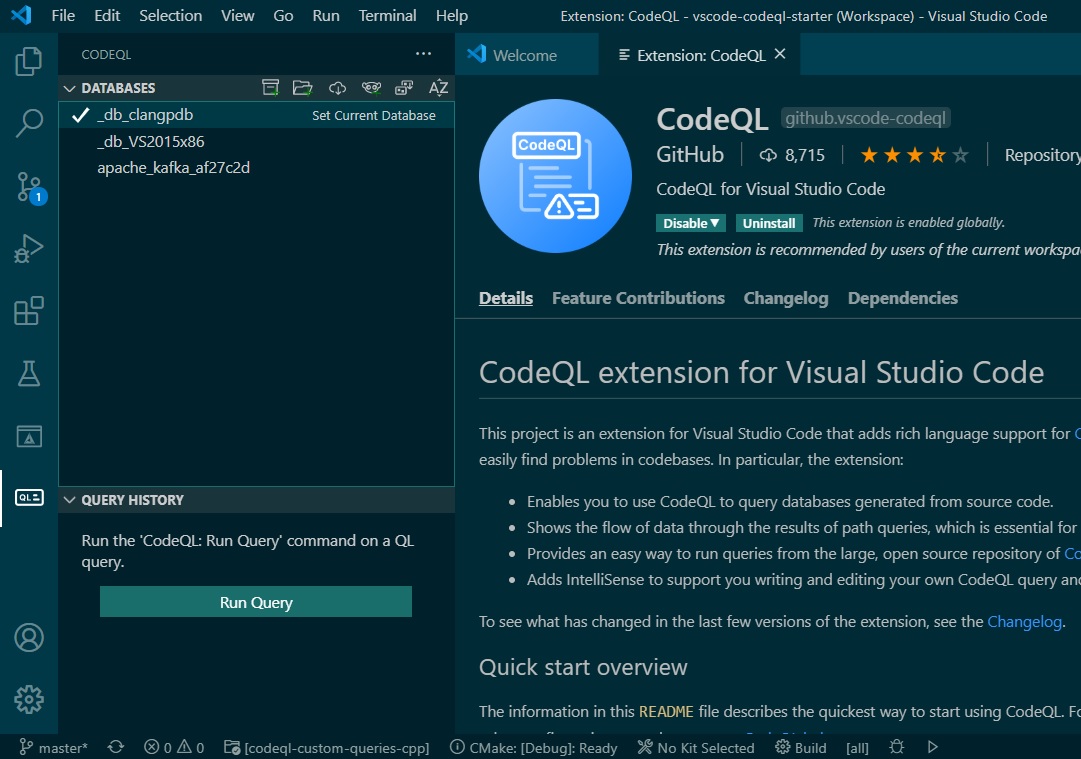 File Edit Selection View Go Run Terminal Help Extension: CodeQL - vscode-codeql-starter (Workspace) - Visual Studio Code
CODEQL ···
Welcome Extension: CodeQL
DATABASES
_db_clangpdb Set Current Database
_db_VS2015x86
apache_kafka_af27c2d
QUERY HISTORY
Run the 'CodeQL: Run Query' command on a QL
query.
Run Query
1
QL
CodeQL
CodeQL github.vscode-codeql
GitHub 8,715 Repository
CodeQL for Visual Studio Code
Disable Uninstall This extension is enabled globally.
This extension is recommended by users of the current workspa
Details Feature Contributions Changelog Dependencies
CodeQL extension for Visual Studio Code
This project is an extension for Visual Studio Code that adds rich language support for C
easily find problems in codebases. In particular, the extension:
• Enables you to use CodeQL to query databases generated from source code.
• Shows the flow of data through the results of path queries, which is essential for
• Provides an easy way to run queries from the large, open source repository of Co
• Adds IntelliSense to support you writing and editing your own CodeQL query and
To see what has changed in the last few versions of the extension, see the Changelog.
Quick start overview
The information in this README file describes the quickest way to start using CodeQL. Fo
master* 0 0 [codeql-custom-queries-cpp] CMake: [Debug]: Ready No Kit Selected Build [all]